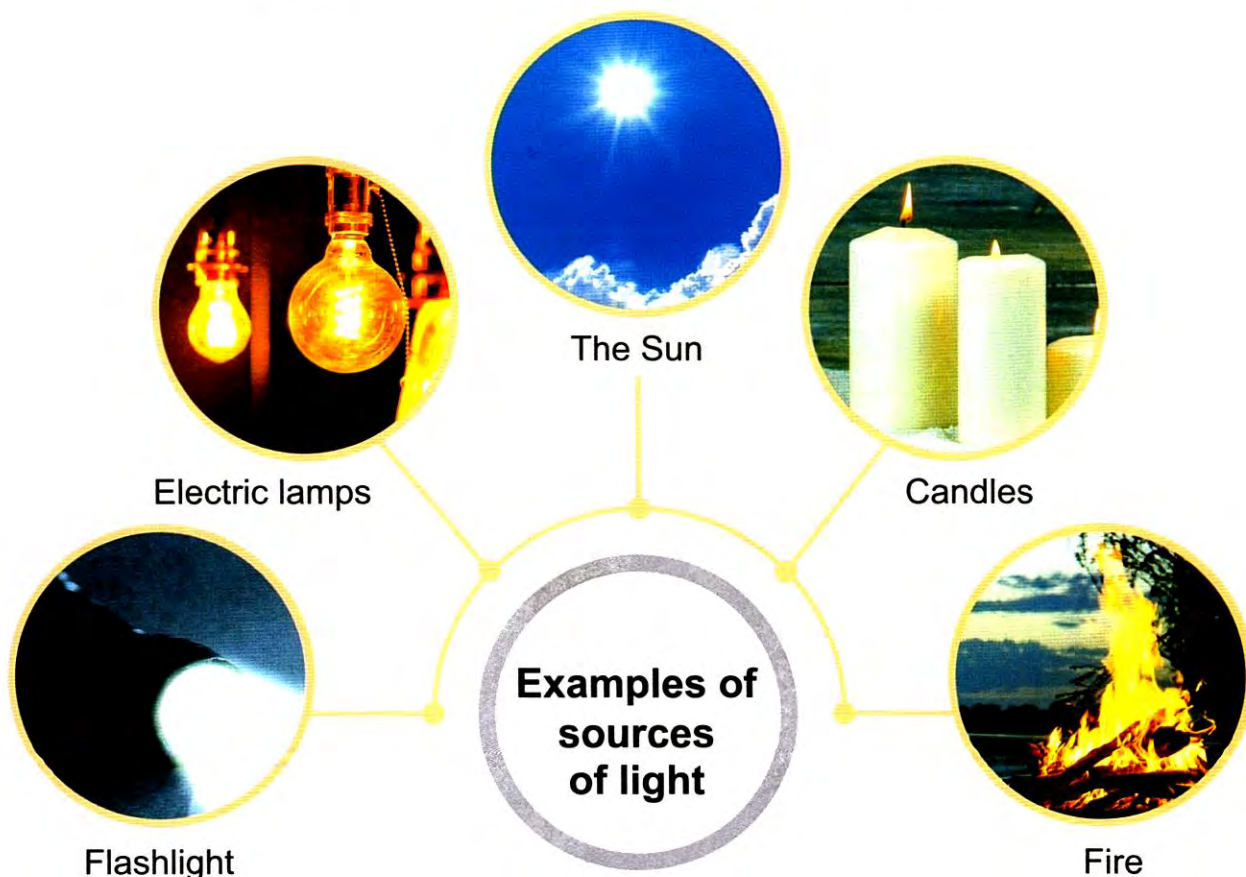 The Sun
Electric lamps
Candles
Examples of
sources
of light
Flashlight
Fire